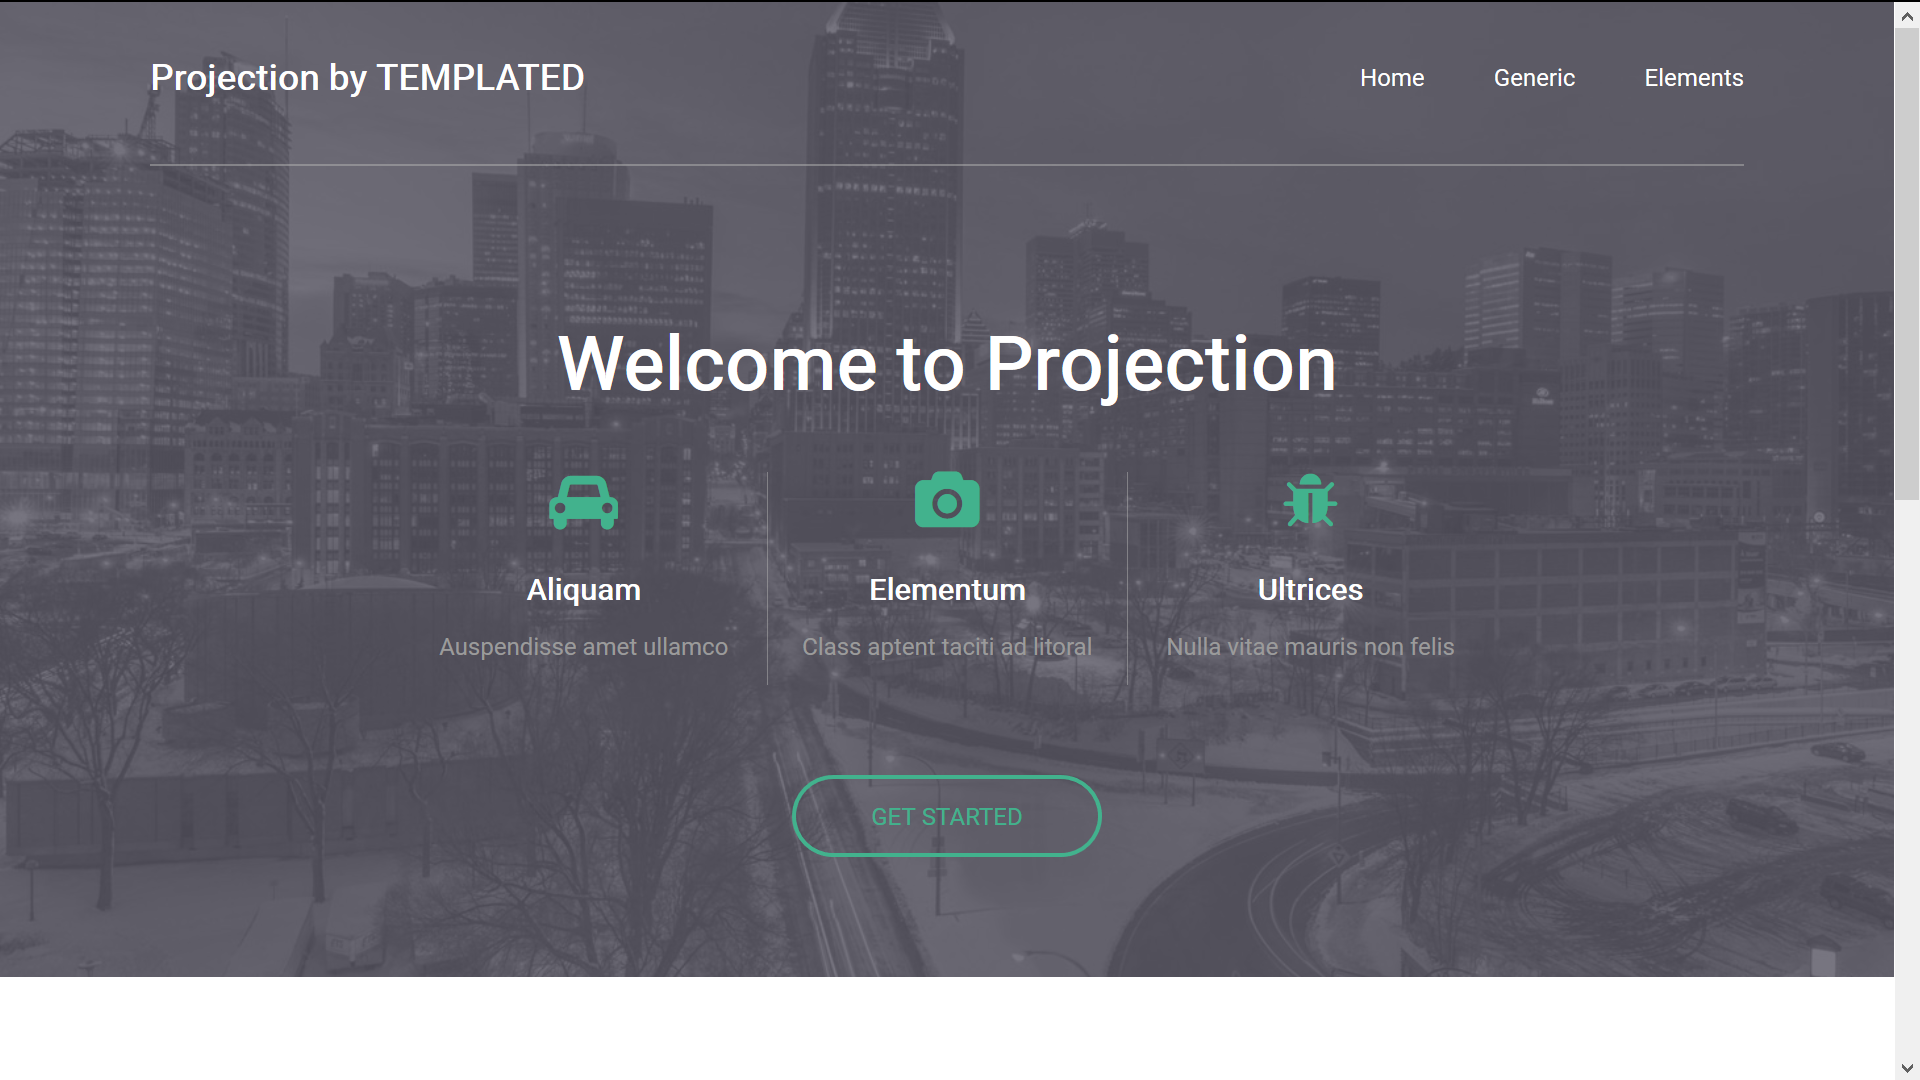 Projection by TEMPLATED
Home
Generic
Elements
Welcome to Projection
Aliquam
Elementum
Ultrices
Auspendisse amet ullamco
Class aptent taciti ad litoral
Nulla vitae mauris non felis
GET STARTED